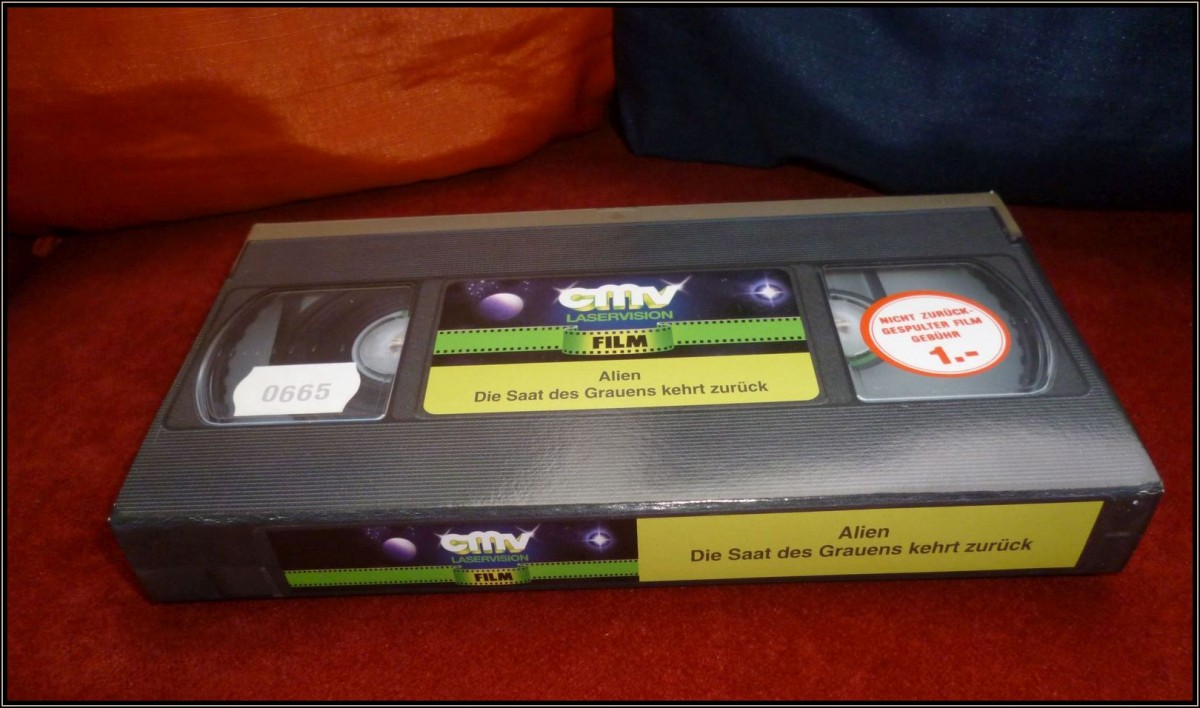 cmv
LASERVISION
FILM
Alien
Die Saat des Grauens kehrt zurück
0665
NICHT ZURÜCK-
GESPULTER FILM
GEBÜHR
1.-
cmv
LASERVISION
FILM
Alien
Die Saat des Grauens kehrt zurück